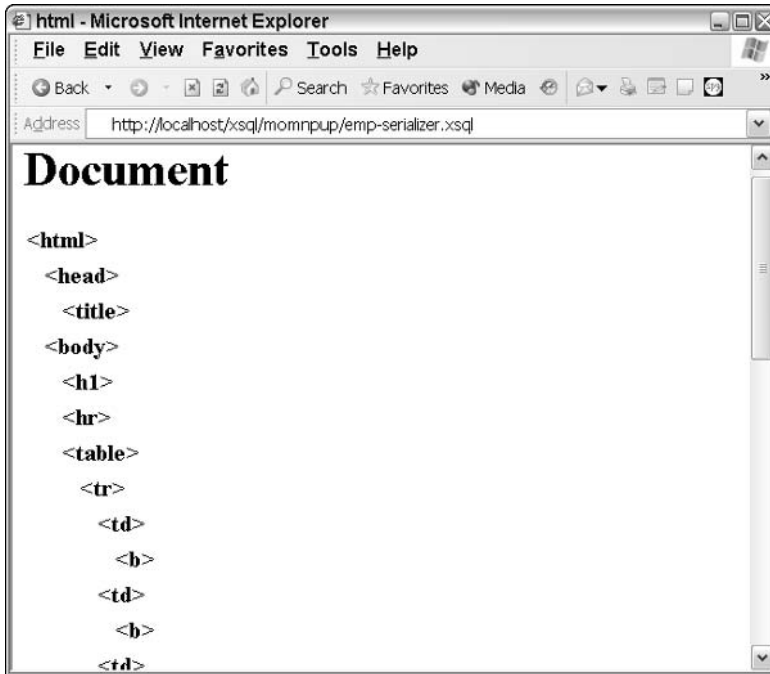 html - Microsoft Internet Explorer
File Edit View Favorites Tools Help
Back Search Favorites Media »
Address http://localhost/xsql/momnpup/emp-serializer.xsql
Document
<html>
<head>
<title>
<body>
<h1>
<hr>
<table>
<tr>
<td>
<b>
<td>
<b>
<td>